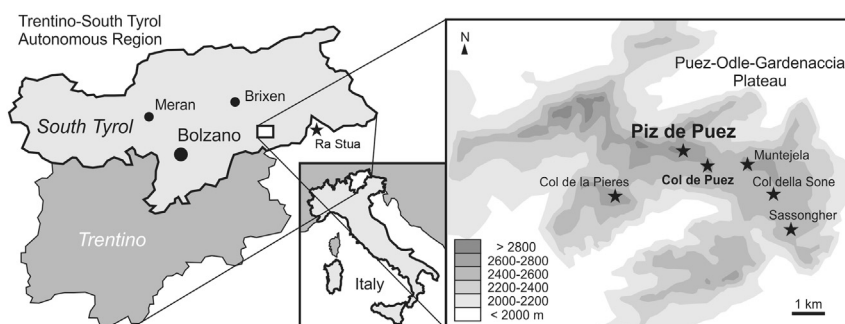 Trentino-South Tyrol
Autonomous Region
Meran
Brixen
South Tyrol
Bolzano
Ra Stua
Trentino
Italy
N
Puez-Odle-Gardenaccia
Plateau
Piz de Puez
Muntejela
Col de la Pieres
Col de Puez
Col della Sone
Sassongher
> 2800
2600-2800
2400-2600
2200-2400
2000-2200
< 2000 m
1 km